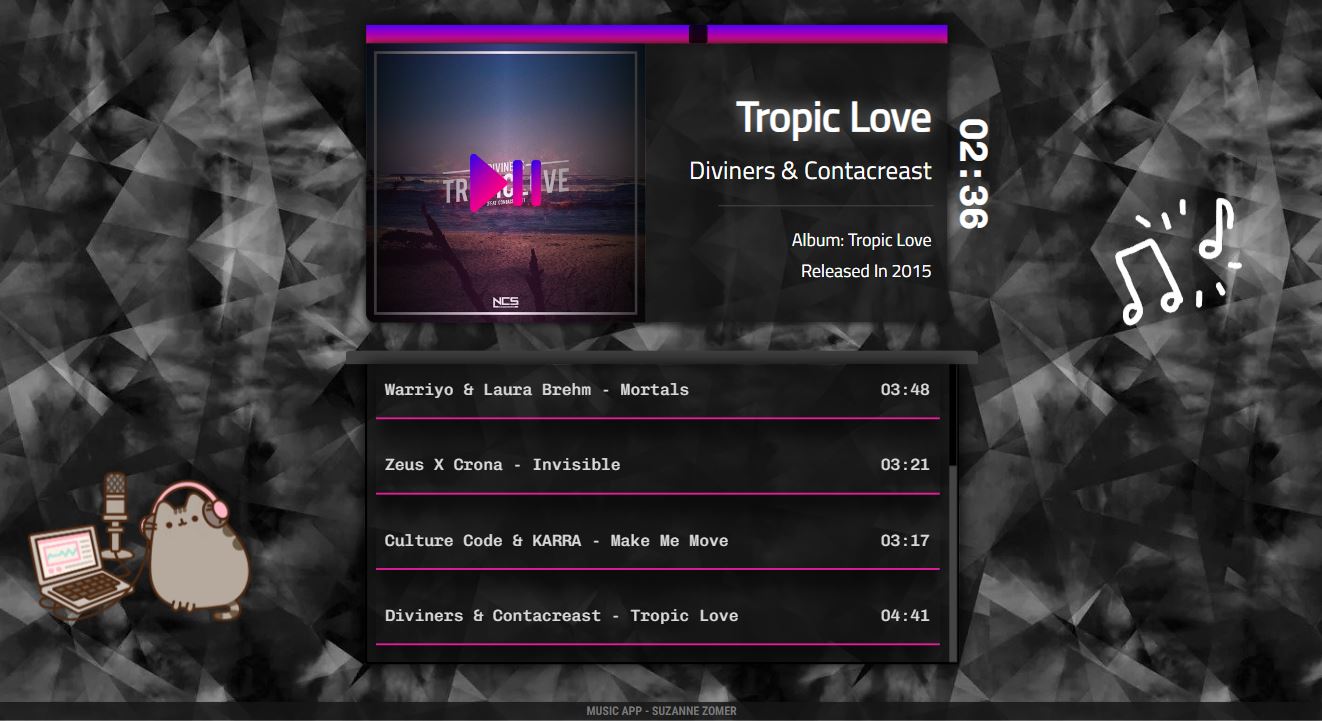 DIVINERS
TROPIC LOVE
NCS
Tropic Love
Diviners & Contacreast
Album: Tropic Love
Released In 2015
02:36
Warriyo & Laura Brehm - Mortals 03:48
Zeus X Crona - Invisible 03:21
Culture Code & KARRA - Make Me Move 03:17
Diviners & Contacreast - Tropic Love 04:41
MUSIC APP - SUZANNE ZOMER